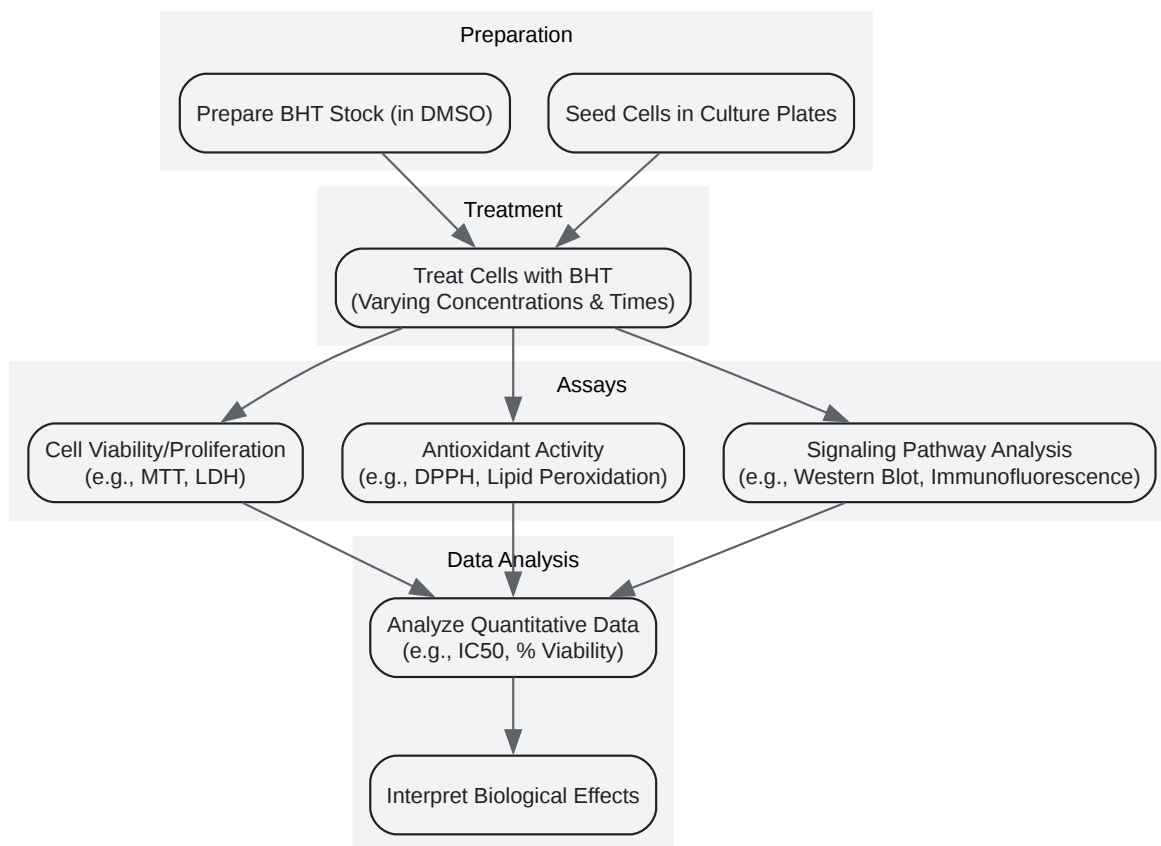 Preparation
Prepare BHT Stock (in DMSO)
Seed Cells in Culture Plates
Treatment
Treat Cells with BHT
(Varying Concentrations & Times)
Assays
Cell Viability/Proliferation
(e.g., MTT, LDH)
Antioxidant Activity
(e.g., DPPH, Lipid Peroxidation)
Signaling Pathway Analysis
(e.g., Western Blot, Immunofluorescence)
Data Analysis
Analyze Quantitative Data
(e.g., IC50, % Viability)
Interpret Biological Effects